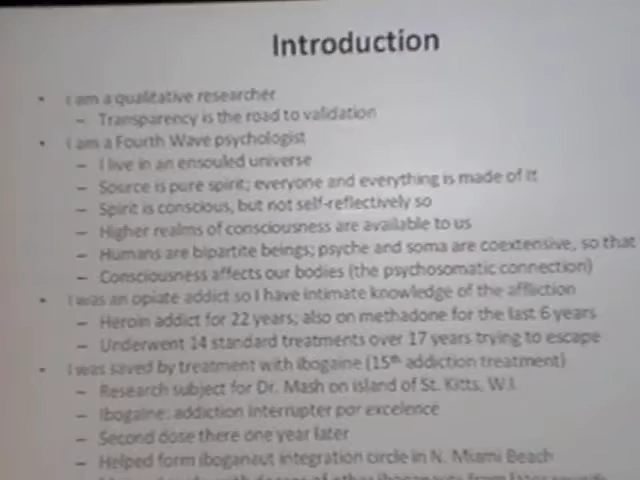 Introduction
• I am a qualitative researcher
– Transparency is the road to validation
• I am a Fourth Wave psychologist
– I live in an ensouled universe
– Source is pure spirit; everyone and everything is made of it
– Spirit is conscious, but not self-reflectively so
– Higher realms of consciousness are available to us
– Humans are bipartite beings; psyche and soma are coextensive, so that
– Consciousness affects our bodies (the psychosomatic connection)
• I was an opiate addict so I have intimate knowledge of the affliction
– Heroin addict for 22 years; also on methadone for the last 6 years
– Underwent 14 standard treatments over 17 years trying to escape
• I was saved by treatment with ibogaine (15th addiction treatment)
– Research subject for Dr. Mash on island of St. Kitts, W.I.
– Ibogaine: addiction interrupter por excelence
– Second dose there one year later
– Helped form iboganaut integration circle in N. Miami Beach